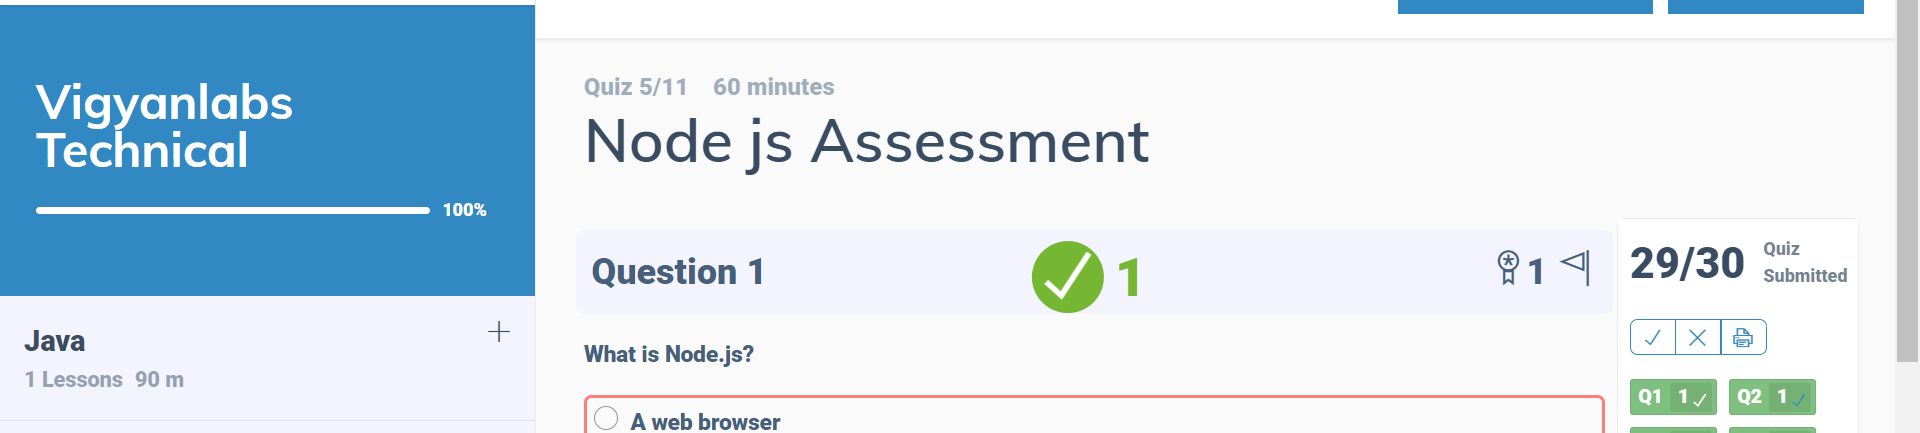 Vigyanlabs
Technical
100%
Java
1 Lessons 90 m
Quiz 5/11 60 minutes
Node js Assessment
Question 1
1
1
What is Node.js?
A web browser
29/30
Quiz
Submitted
Q1 1
Q2 1